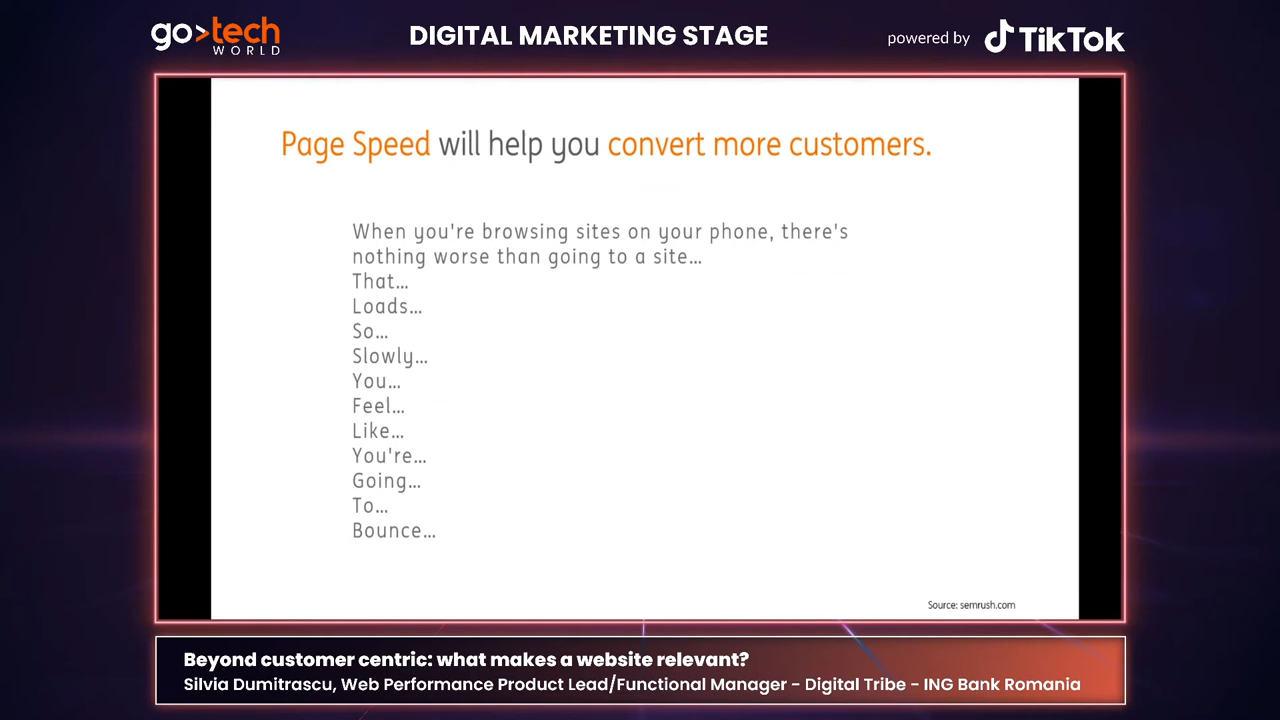 go>tech
WORLD
DIGITAL MARKETING STAGE
powered by
TikTok
Page Speed will help you convert more customers.
When you're browsing sites on your phone, there's
nothing worse than going to a site...
That...
Loads...
So...
Slowly...
You...
Feel...
Like...
You're...
Going...
To...
Bounce...
Source: semrush.com
Beyond customer centric: what makes a website relevant?
Silvia Dumitrascu, Web Performance Product Lead/Functional Manager - Digital Tribe - ING Bank Romania